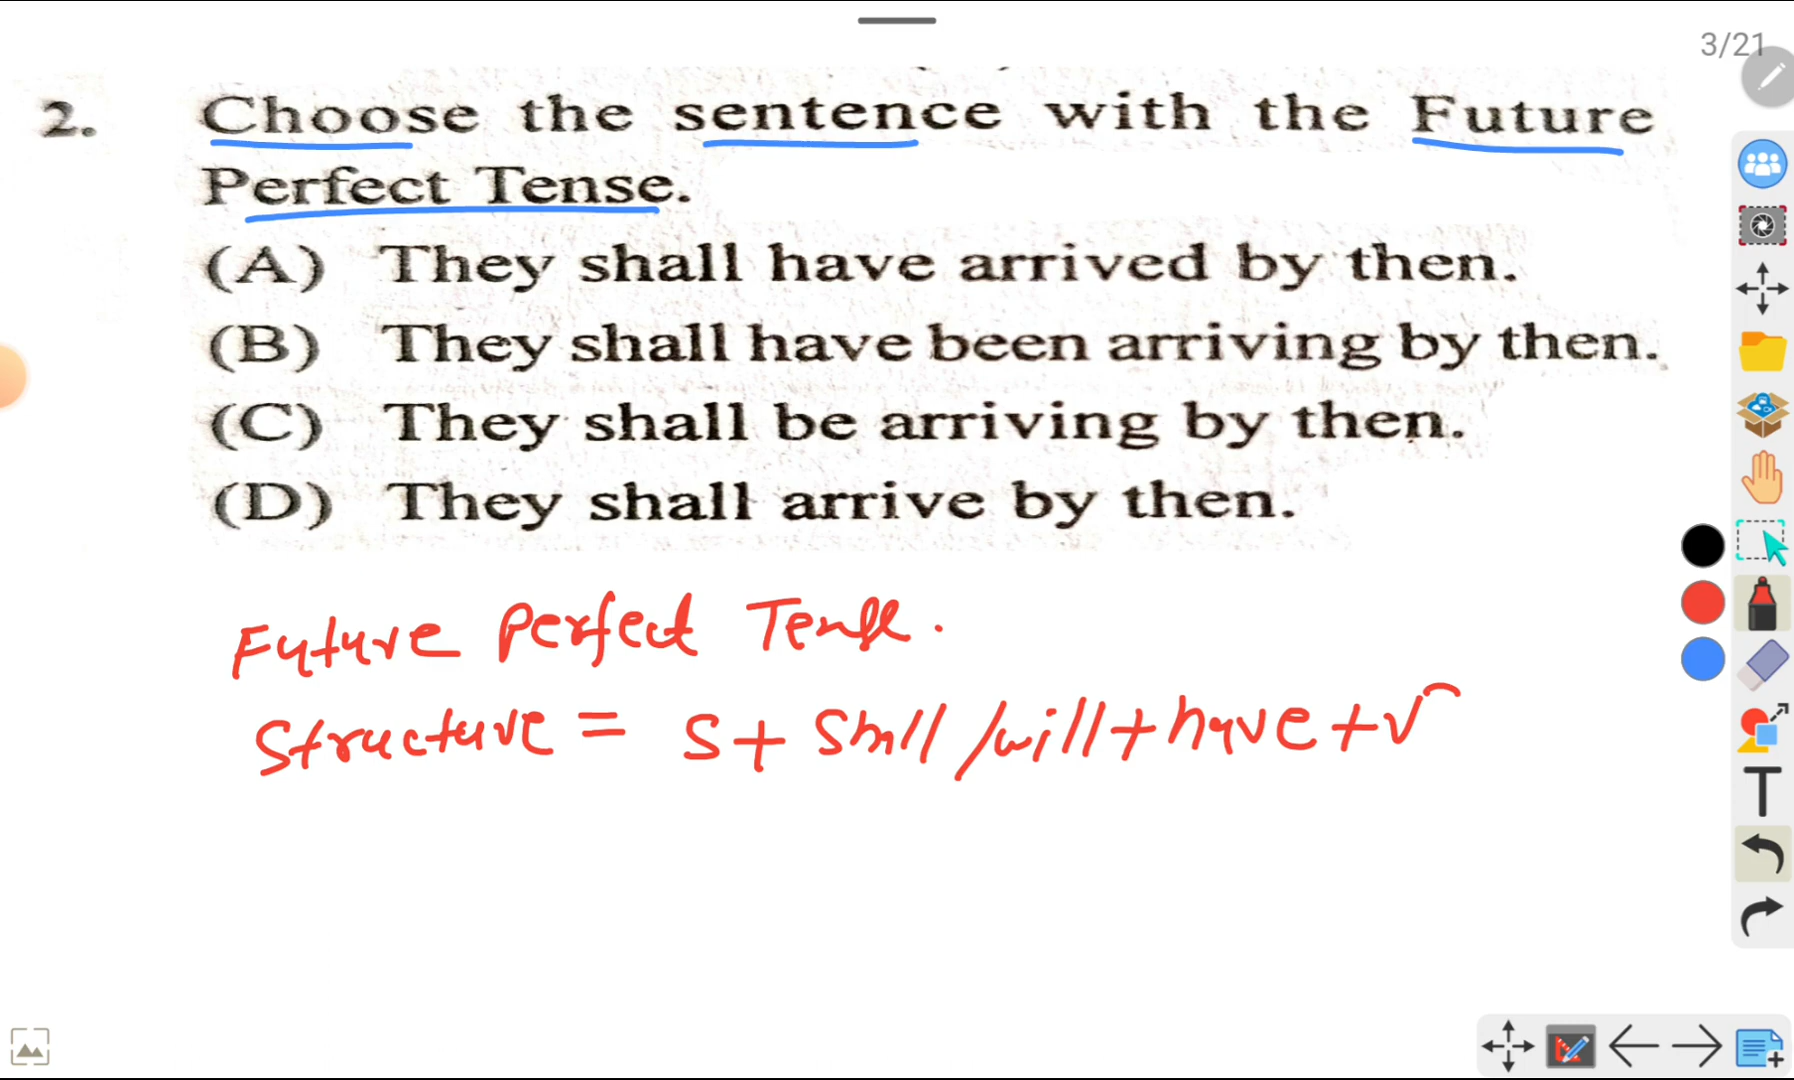 3/21
2. Choose the sentence with the Future
Perfect Tense.
(A) They shall have arrived by then.
(B) They shall have been arriving by then.
(C) They shall be arriving by then.
(D) They shall arrive by then.
Future Perfect Tense.
Structure = S + Shall / will + have + V
T